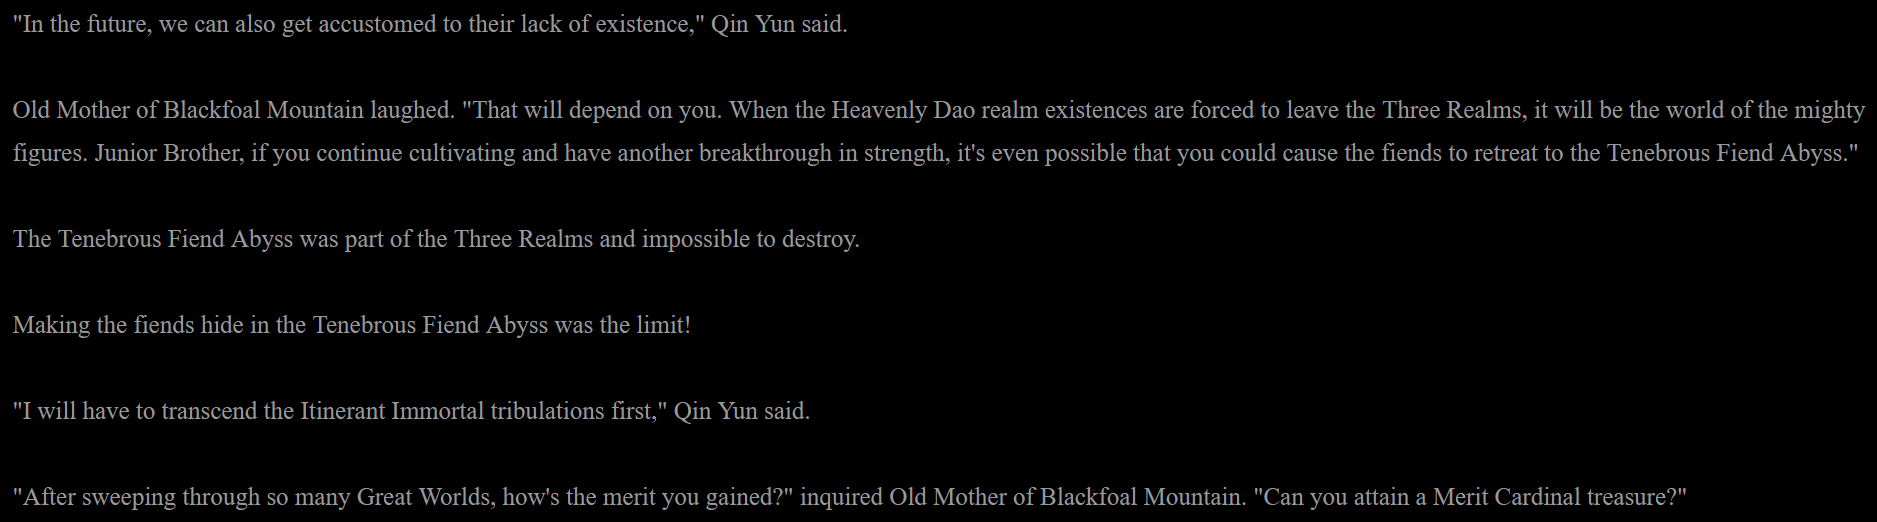 "In the future, we can also get accustomed to their lack of existence," Qin Yun said.
Old Mother of Blackfoal Mountain laughed. "That will depend on you. When the Heavenly Dao realm existences are forced to leave the Three Realms, it will be the world of the mighty
figures. Junior Brother, if you continue cultivating and have another breakthrough in strength, it's even possible that you could cause the fiends to retreat to the Tenebrous Fiend Abyss."
The Tenebrous Fiend Abyss was part of the Three Realms and impossible to destroy.
Making the fiends hide in the Tenebrous Fiend Abyss was the limit!
"I will have to transcend the Itinerant Immortal tribulations first," Qin Yun said.
"After sweeping through so many Great Worlds, how's the merit you gained?" inquired Old Mother of Blackfoal Mountain. "Can you attain a Merit Cardinal treasure?"